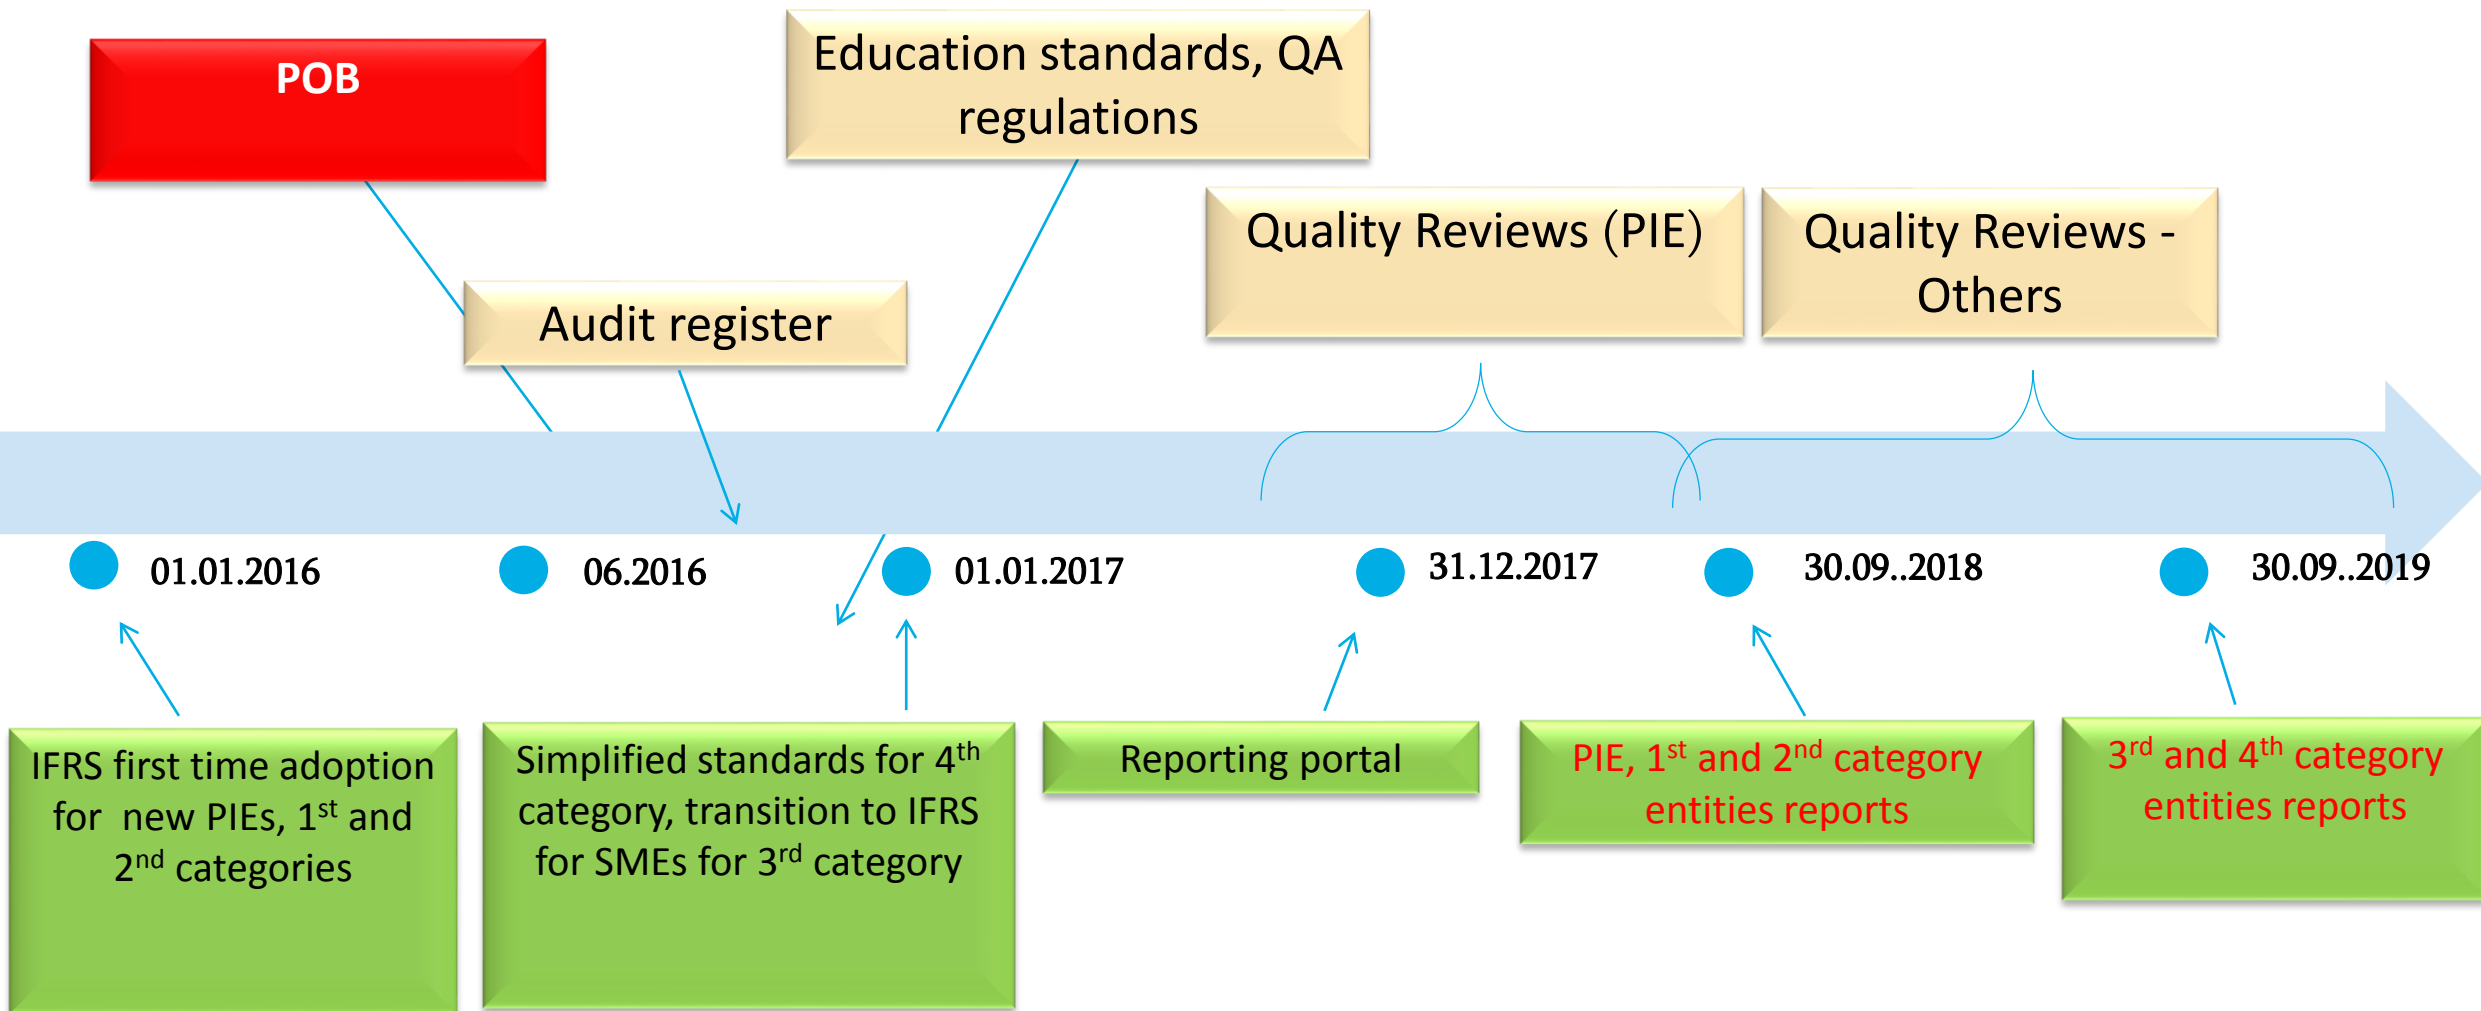 POB
Education standards, QA
regulations
Quality Reviews (PIE)
Quality Reviews -
Others
Audit register
01.01.2016
06.2016
01.01.2017
31.12.2017
30.09..2018
30.09..2019
IFRS first time adoption
for new PIEs, 1st and
2nd categories
Simplified standards for 4th
category, transition to IFRS
for SMEs for 3rd category
Reporting portal
PIE, 1st and 2nd category
entities reports
3rd and 4th category
entities reports